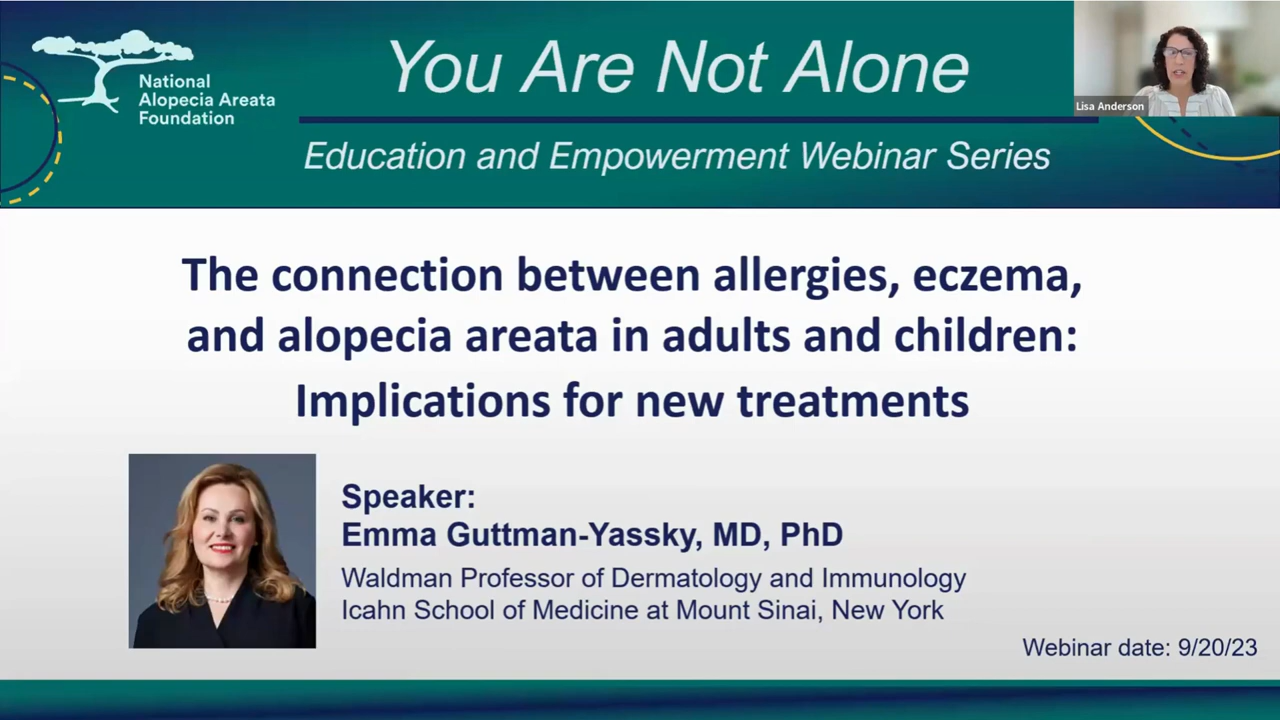 National
Alopecia Areata
Foundation
You Are Not Alone
Lisa Anderson
Education and Empowerment Webinar Series
The connection between allergies, eczema,
and alopecia areata in adults and children:
Implications for new treatments
Speaker:
Emma Guttman-Yassky, MD, PhD
Waldman Professor of Dermatology and Immunology
Icahn School of Medicine at Mount Sinai, New York
Webinar date: 9/20/23